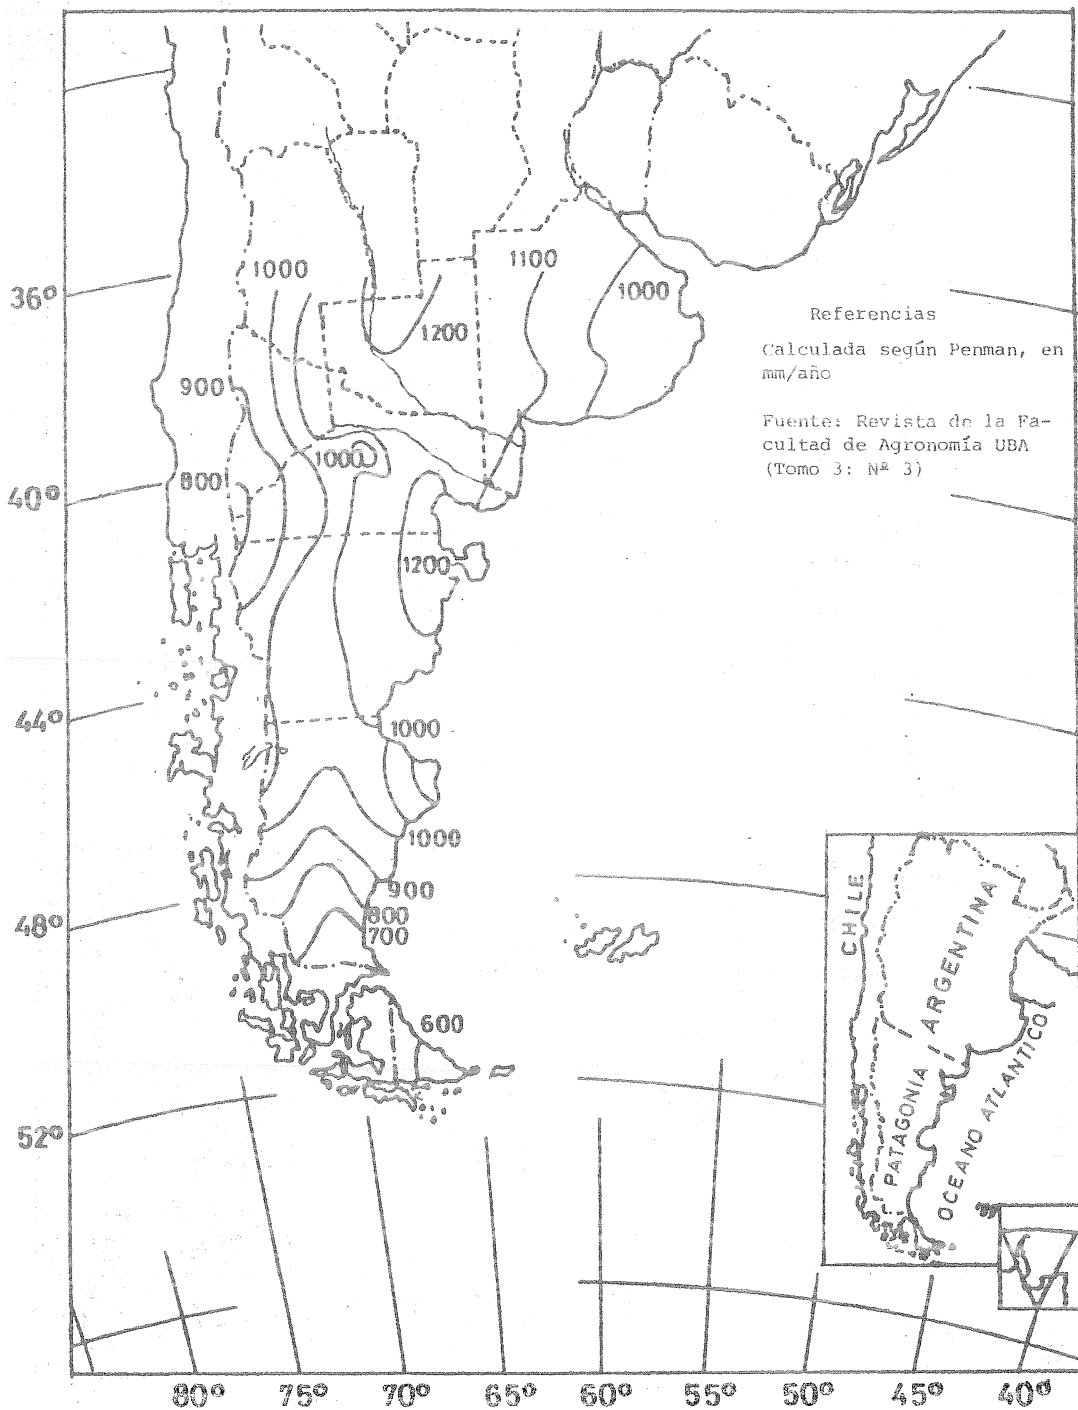 1000
1100
1000
36º
1200
Referencias
Calculada según Penman, en
mm/año
900
Fuente: Revista de la Fa-
cultad de Agronomía UBA
(Tomo 3: Nº 3)
1000
800
40º
1200
44º
1000
1000
900
800
700
48º
600
52º
CHILE
ARGENTINA
PATAGONIA
OCEANO ATLANTICO
80º 75º 70º 65º 60º 55º 50º 45º 40º